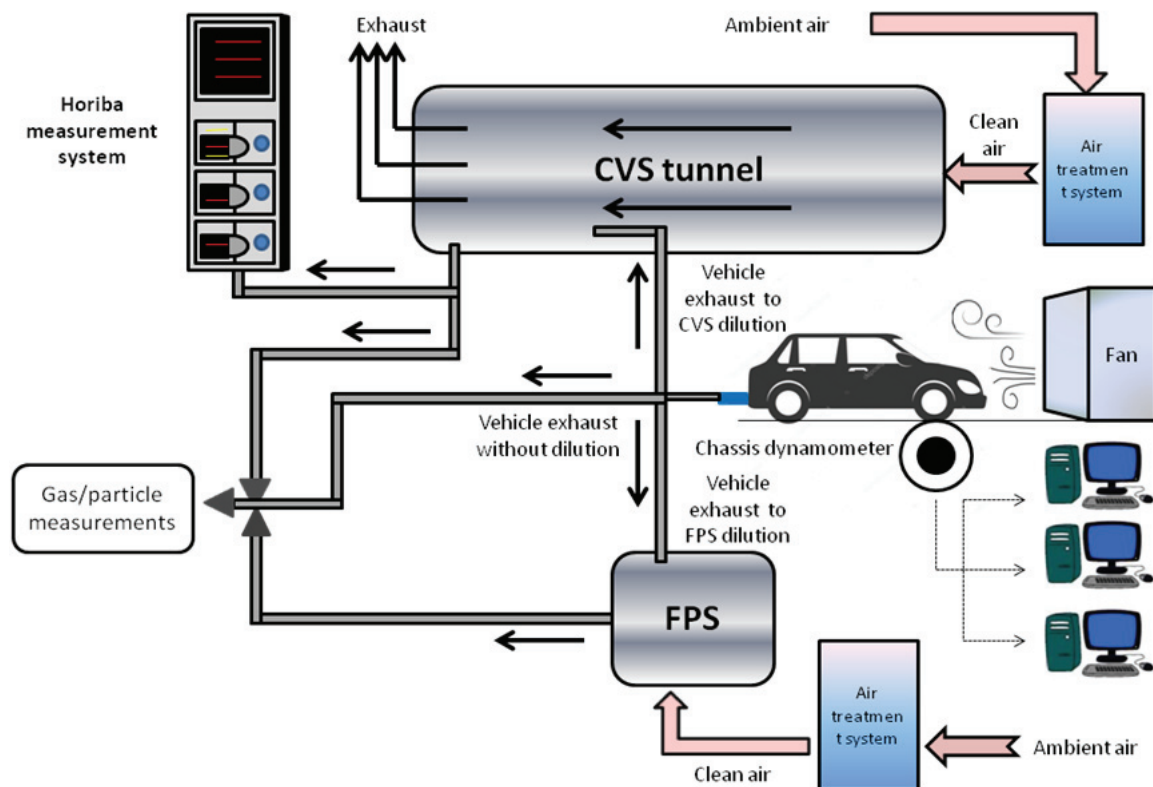 Exhaust
Ambient air
Horiba
measurement
system
CVS tunnel
Clean
air
Air
treatmen
t system
Vehicle
exhaust to
CVS dilution
Fan
Vehicle exhaust
without dilution
Chassis dynamometer
Gas/particle
measurements
Vehicle
exhaust to
FPS dilution
FPS
Air
treatmen
t system
Clean air
Ambient air